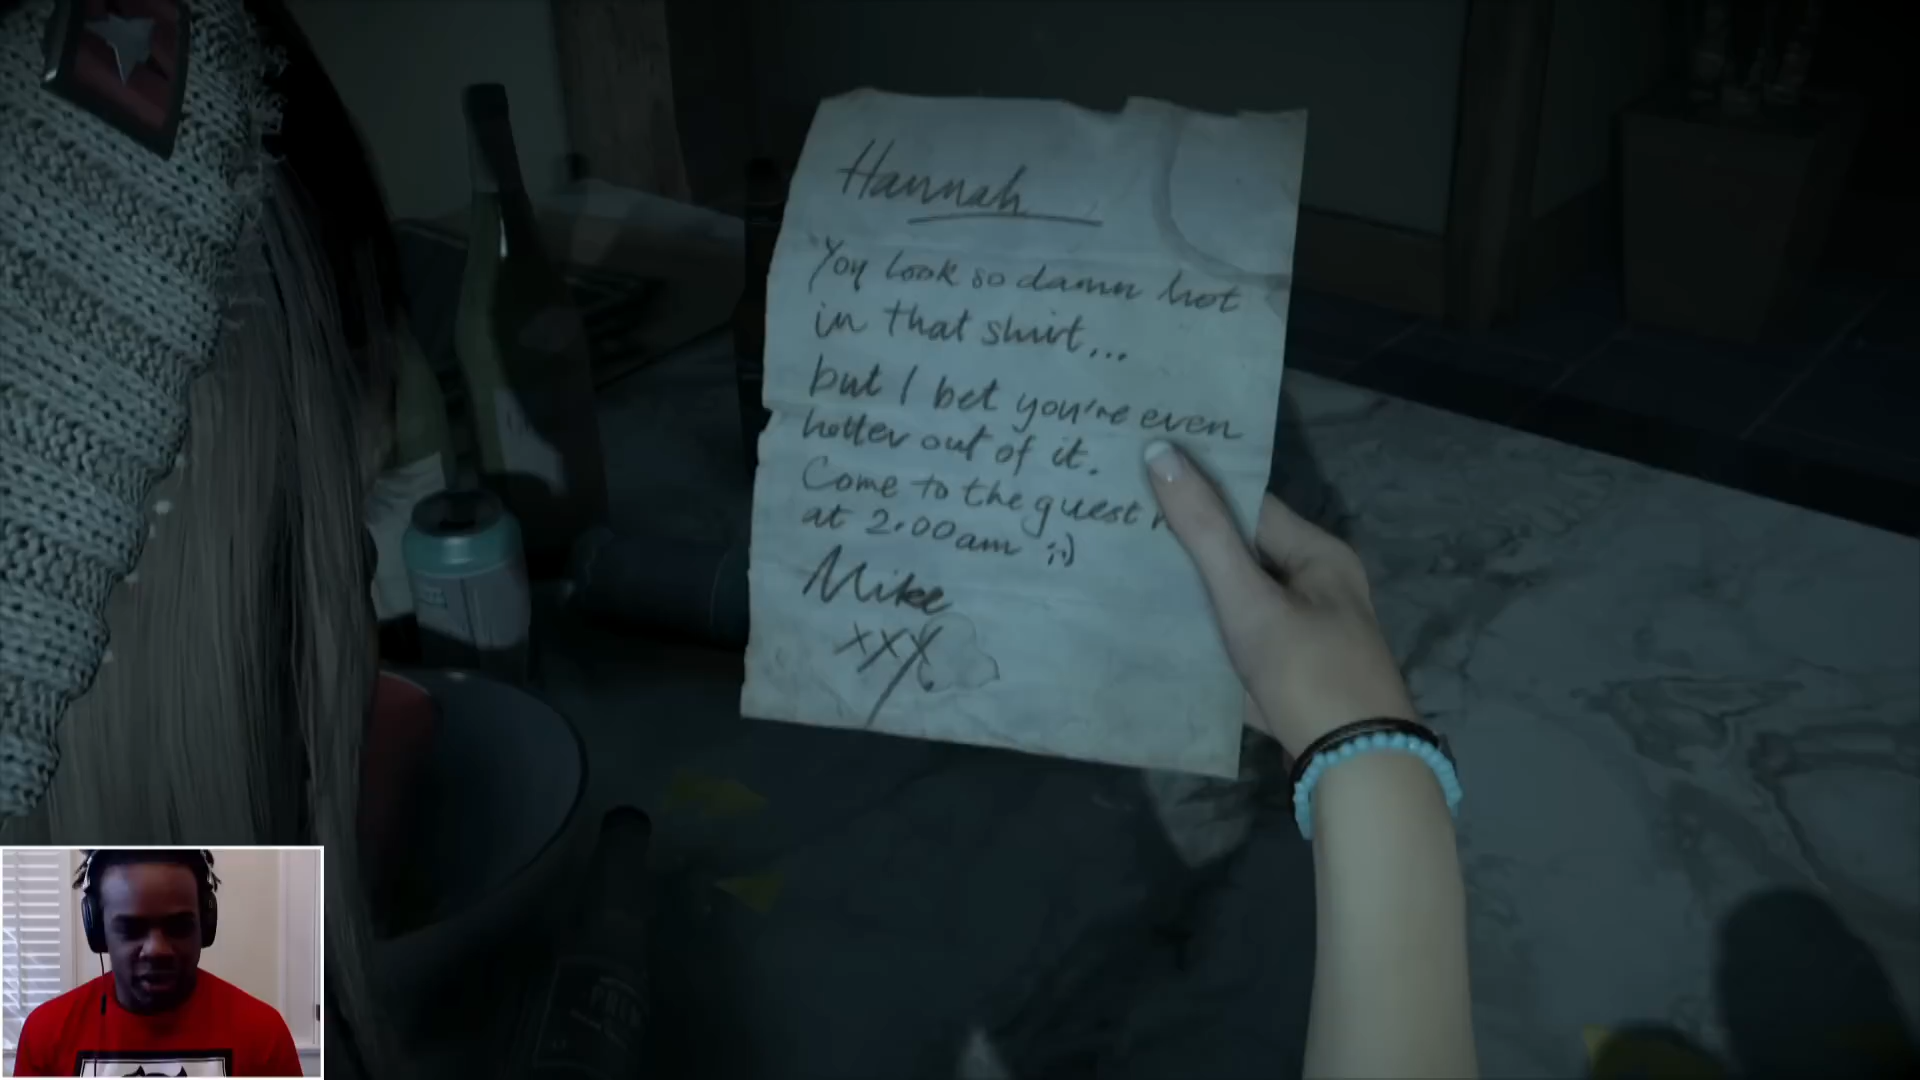 Hannah
You look so damn hot
in that shirt...
but I bet you're even
hotter out of it.
Come to the guest
at 2.00am ;)
Mike
xxx